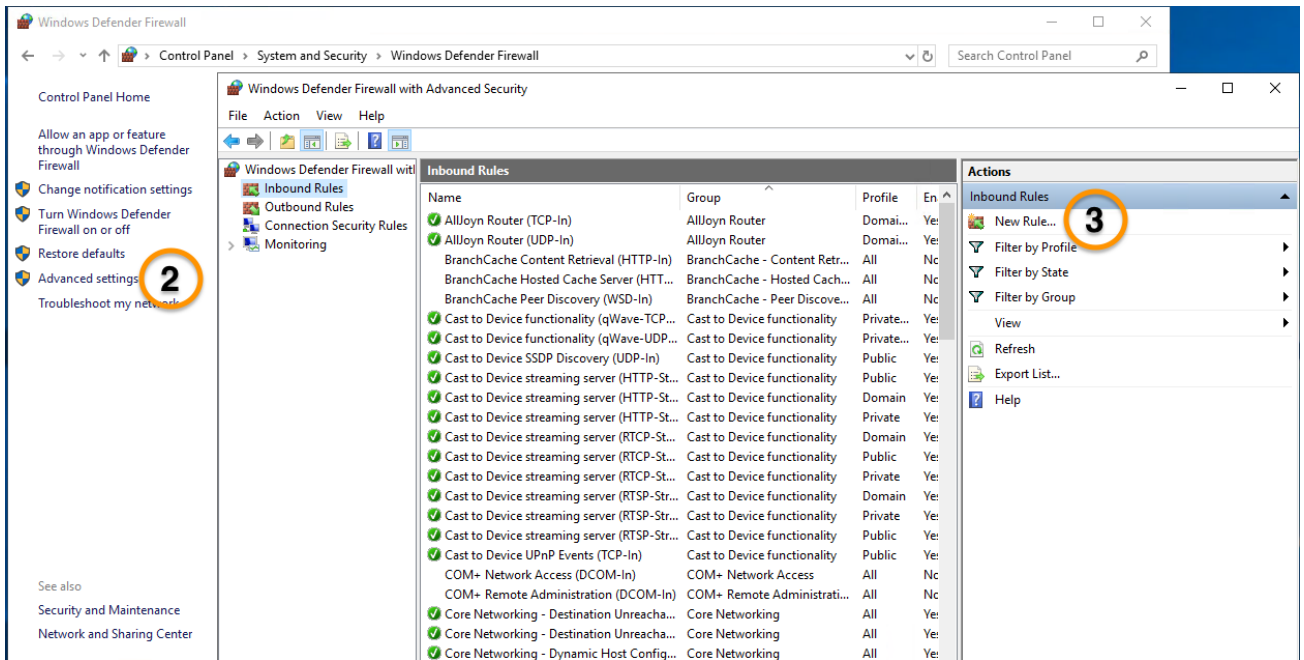 Windows Defender Firewall
Control Panel > System and Security > Windows Defender Firewall
Search Control Panel
Control Panel Home
Allow an app or feature
through Windows Defender
Firewall
Change notification settings
Turn Windows Defender
Firewall on or off
Restore defaults
Advanced settings
2
Troubleshoot my network
See also
Security and Maintenance
Network and Sharing Center
Windows Defender Firewall with Advanced Security
File Action View Help
Windows Defender Firewall witl
Inbound Rules
Outbound Rules
Connection Security Rules
Monitoring
Inbound Rules
Name Group Profile En
AllJoyn Router (TCP-In) AllJoyn Router Domai... Yes
AllJoyn Router (UDP-In) AllJoyn Router Domai... Yes
BranchCache Content Retrieval (HTTP-In) BranchCache - Content Retr... All No
BranchCache Hosted Cache Server (HTT... BranchCache - Hosted Cach... All No
BranchCache Peer Discovery (WSD-In) BranchCache - Peer Discove... All No
Cast to Device functionality (qWave-TCP... Cast to Device functionality Private... Yes
Cast to Device functionality (qWave-UDP... Cast to Device functionality Private... Yes
Cast to Device SSDP Discovery (UDP-In) Cast to Device functionality Public Yes
Cast to Device streaming server (HTTP-St... Cast to Device functionality Public Yes
Cast to Device streaming server (HTTP-St... Cast to Device functionality Domain Yes
Cast to Device streaming server (HTTP-St... Cast to Device functionality Private Yes
Cast to Device streaming server (RTCP-St... Cast to Device functionality Domain Yes
Cast to Device streaming server (RTCP-St... Cast to Device functionality Public Yes
Cast to Device streaming server (RTCP-St... Cast to Device functionality Private Yes
Cast to Device streaming server (RTSP-Str... Cast to Device functionality Domain Yes
Cast to Device streaming server (RTSP-Str... Cast to Device functionality Private Yes
Cast to Device streaming server (RTSP-Str... Cast to Device functionality Public Yes
Cast to Device UPnP Events (TCP-In) Cast to Device functionality Public Yes
COM+ Network Access (DCOM-In) COM+ Network Access All No
COM+ Remote Administration (DCOM-In) COM+ Remote Administrati... All No
Core Networking - Destination Unreacha... Core Networking All Yes
Core Networking - Destination Unreacha... Core Networking All Yes
Core Networking - Dynamic Host Config... Core Networking All Yes
Actions
Inbound Rules
New Rule...
3
Filter by Profile
Filter by State
Filter by Group
View
Refresh
Export List...
Help